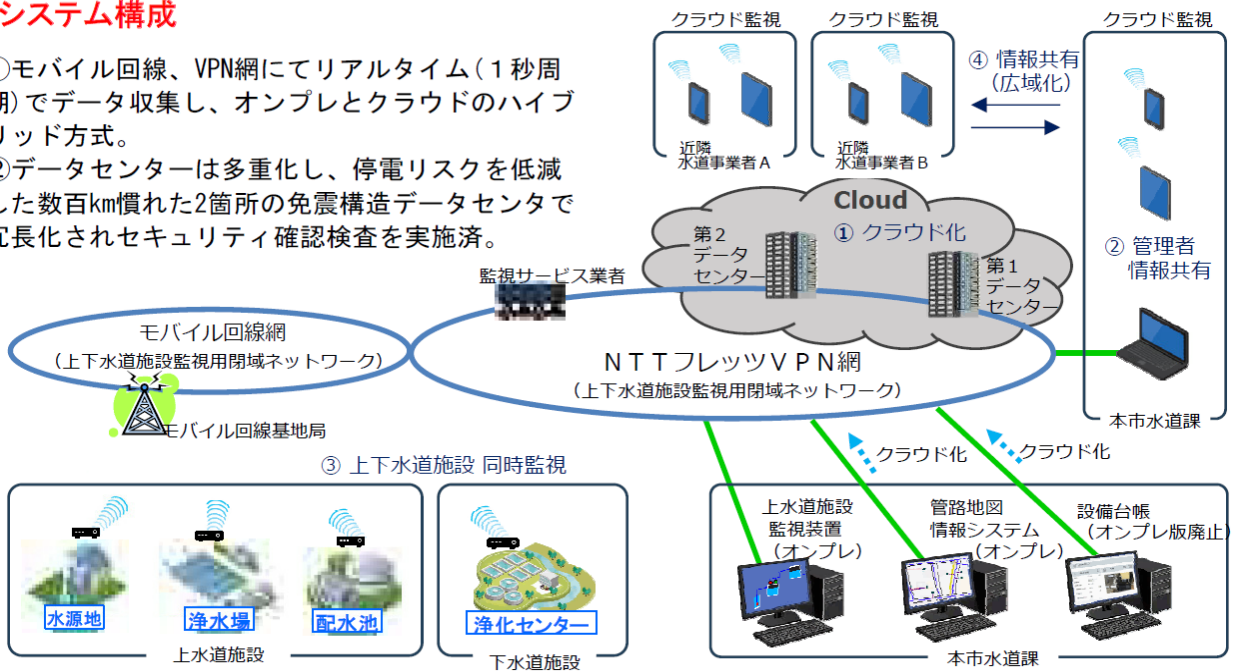 システム構成
①モバイル回線、VPN網にてリアルタイム(１秒周
期)でデータ収集し、オンプレとクラウドのハイブ
リッド方式。
②データセンターは多重化し、停電リスクを低減
した数百km慣れた2箇所の免震構造データセンタで
冗長化されセキュリティ確認検査を実施済。
クラウド監視
クラウド監視
クラウド監視
近隣
水道事業者Ａ
近隣
水道事業者Ｂ
④ 情報共有
（広域化）
Cloud
① クラウド化
第２
データ
センター
第１
データ
センター
② 管理者
情報共有
監視サービス業者
モバイル回線網
（上下水道施設監視用閉域ネットワーク）
ＮＴＴフレッツＶＰＮ網
（上下水道施設監視用閉域ネットワーク）
モバイル回線基地局
本市水道課
③ 上下水道施設 同時監視
クラウド化
クラウド化
水源地
浄水場
配水池
上水道施設
浄化センター
下水道施設
上水道施設
監視装置
（オンプレ）
管路地図
情報システム
（オンプレ）
設備台帳
（オンプレ版廃止）
本市水道課